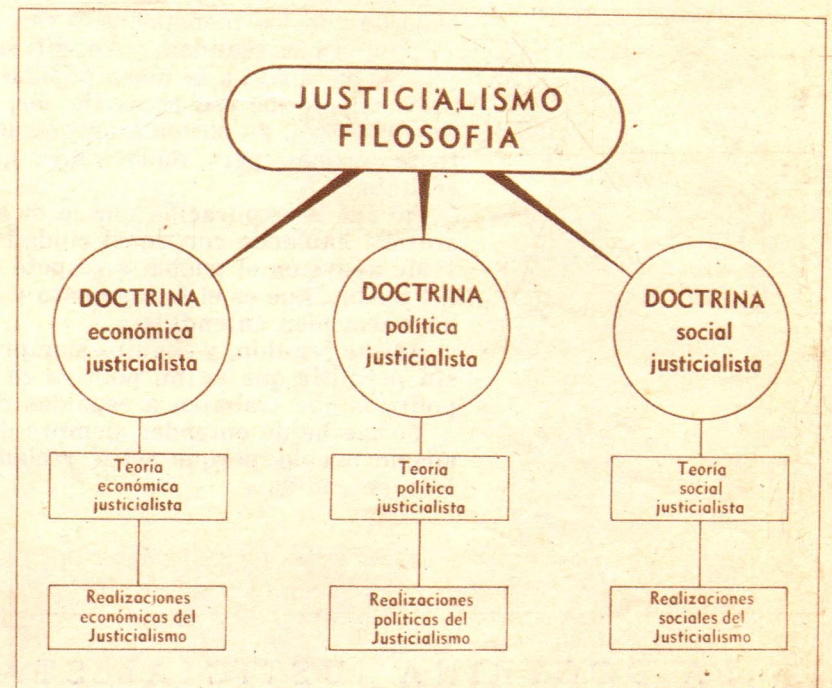 JUSTICIALISMO
FILOSOFIA
DOCTRINA
económica
justicialista
DOCTRINA
política
justicialista
DOCTRINA
social
justicialista
Teoría
económica
justicialista
Teoría
política
justicialista
Teoría
social
justicialista
Realizaciones
económicas del
Justicialismo
Realizaciones
políticas del
Justicialismo
Realizaciones
sociales del
Justicialismo